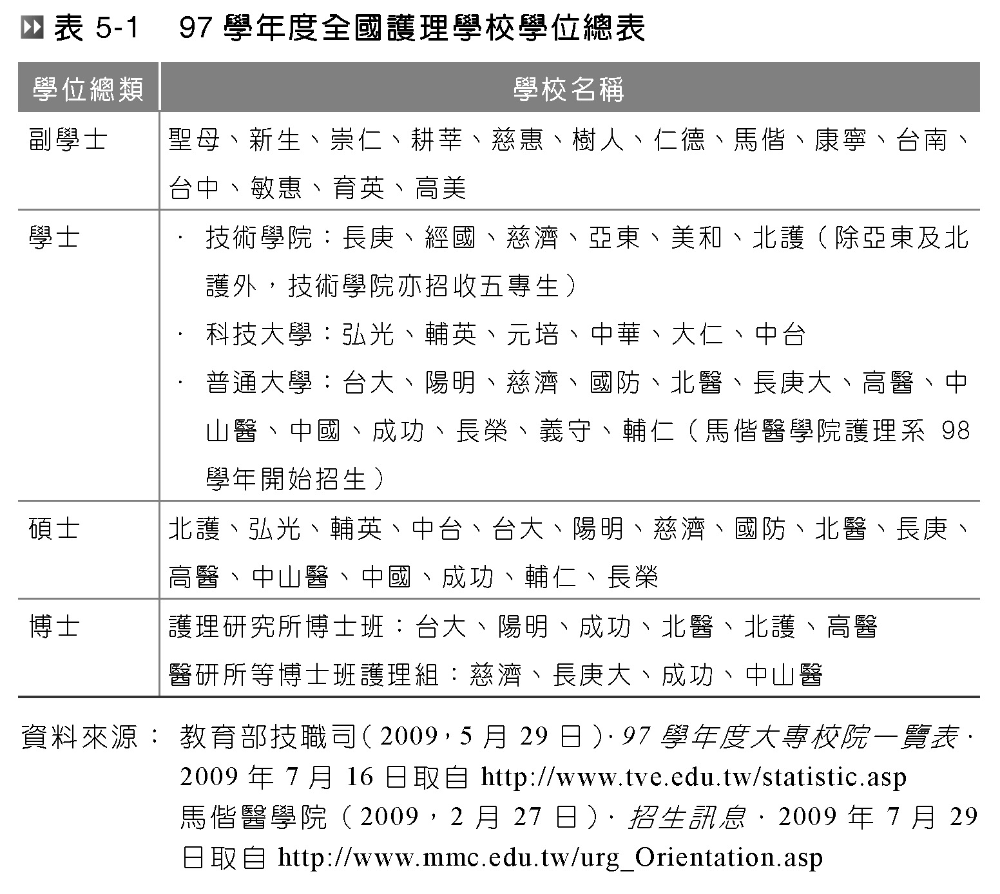 表 5-1　97 學年度全國護理學校學位總表
學位總類　學校名稱
副學士　聖母、新生、崇仁、耕莘、慈惠、樹人、仁德、馬偕、康寧、台南、
台中、敏惠、育英、高美
學士　· 技術學院：長庚、經國、慈濟、亞東、美和、北護（除亞東及北
護外，技術學院亦招收五專生）
· 科技大學：弘光、輔英、元培、中華、大仁、中台
· 普通大學：台大、陽明、慈濟、國防、北醫、長庚大、高醫、中
山醫、中國、成功、長榮、義守、輔仁（馬偕醫學院護理系 98
學年開始招生）
碩士　北護、弘光、輔英、中台、台大、陽明、慈濟、國防、北醫、長庚、
高醫、中山醫、中國、成功、輔仁、長榮
博士　護理研究所博士班：台大、陽明、成功、北醫、北護、高醫
醫研所等博士班護理組：慈濟、長庚大、成功、中山醫
資料來源：教育部技職司（2009，5 月 29 日）· 97 學年度大專校院一覽表 ·
2009 年 7 月 16 日取自 http://www.tve.edu.tw/statistic.asp
馬偕醫學院（2009，2 月 27 日）· 招生訊息 · 2009 年 7 月 29
日取自 http://www.mmc.edu.tw/urg_Orientation.asp